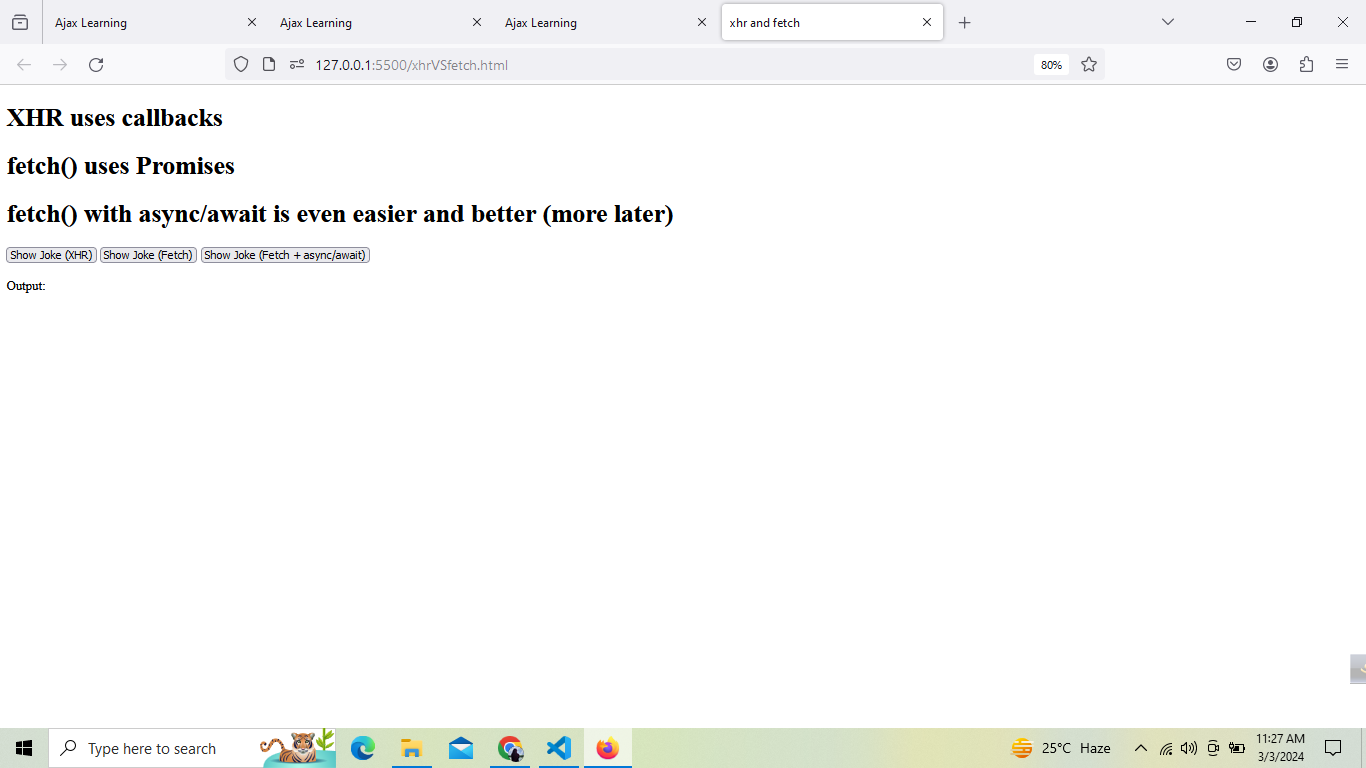 Ajax Learning
Ajax Learning
Ajax Learning
xhr and fetch
127.0.0.1:5500/xhrVSfetch.html
80%
XHR uses callbacks
fetch() uses Promises
fetch() with async/await is even easier and better (more later)
Show Joke (XHR) Show Joke (Fetch) Show Joke (Fetch + async/await)
Output:
Type here to search
25°C Haze
11:27 AM
3/3/2024